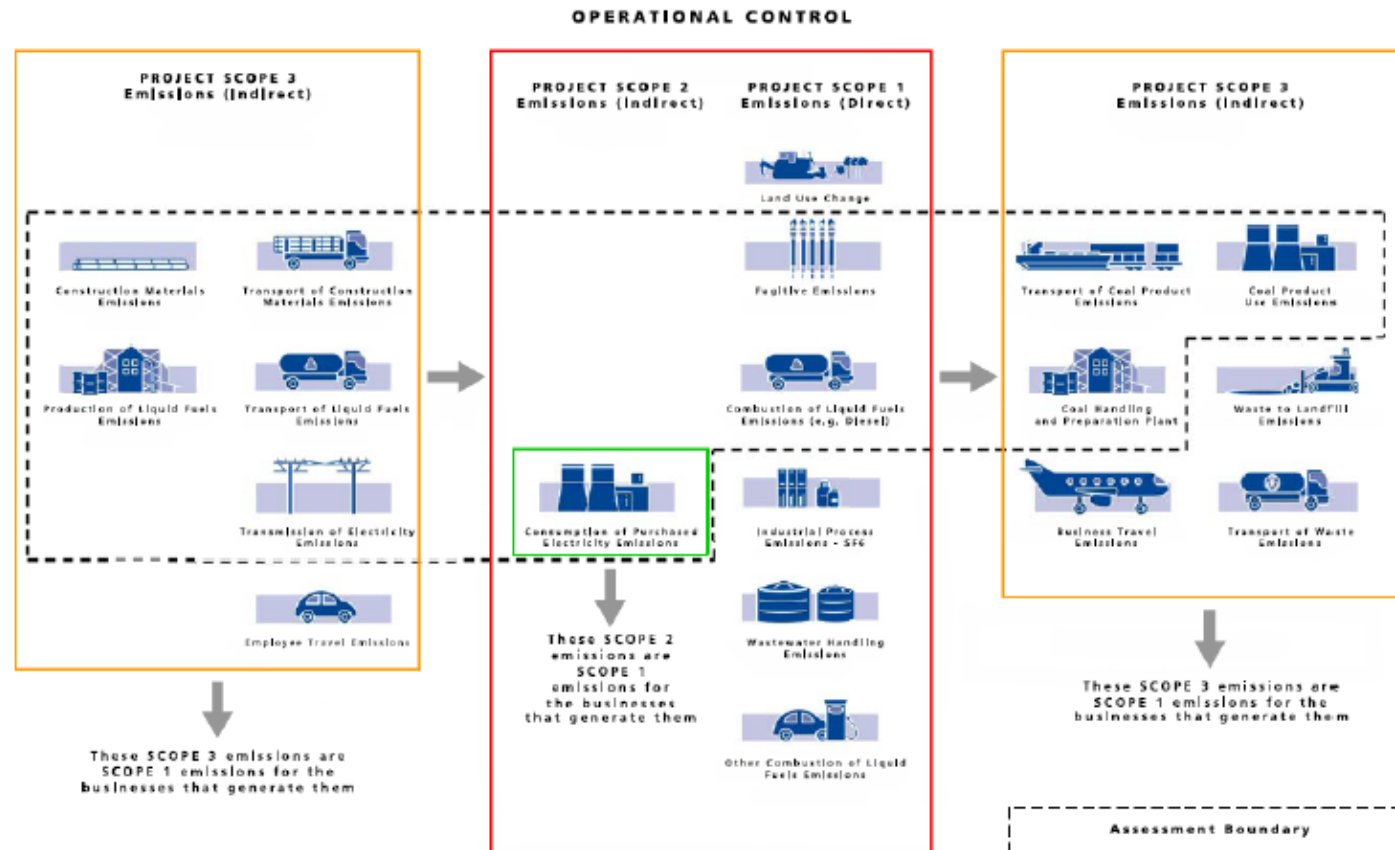 OPERATIONAL CONTROL
PROJECT SCOPE 3
Emissions (Indirect)
Construction Materials
Emissions
Transport of Construction
Materials Emissions
Production of Liquid Fuels
Emissions
Transport of Liquid Fuels
Emissions
Transmission of Electricity
Emissions
Employee Travel Emissions
These SCOPE 3 emissions are
SCOPE 1 emissions for the
businesses that generate them
PROJECT SCOPE 2
Emissions (Indirect)
Consumption of Purchased
Electricity Emissions
These SCOPE 2
emissions are
SCOPE 1
emissions for
the businesses
that generate them
PROJECT SCOPE 1
Emissions (Direct)
Land Use Change
Fugitive Emissions
Combustion of Liquid Fuels
Emissions (e.g. Diesel)
Industrial Process
Emissions - SF6
Wastewater Handling
Emissions
Other Combustion of Liquid
Fuels Emissions
PROJECT SCOPE 3
Emissions (Indirect)
Transport of Coal Product
Emissions
Coal Product
Use Emissions
Coal Handling
and Preparation Plant
Waste to Landfill
Emissions
Business Travel
Emissions
Transport of Waste
Emissions
These SCOPE 3 emissions are
SCOPE 1 emissions for the
businesses that generate them
Assessment Boundary